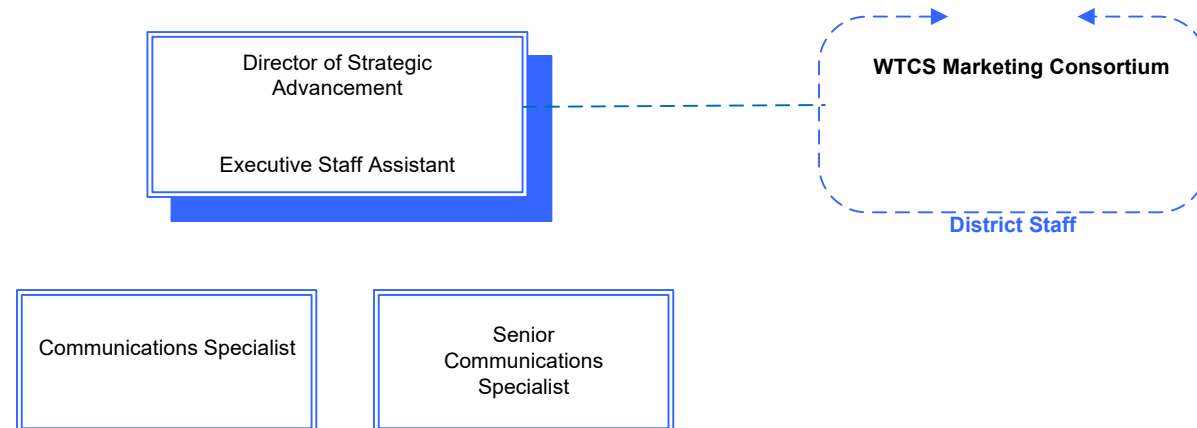 Director of Strategic
Advancement
Executive Staff Assistant
WTCS Marketing Consortium
District Staff
Communications Specialist
Senior
Communications
Specialist